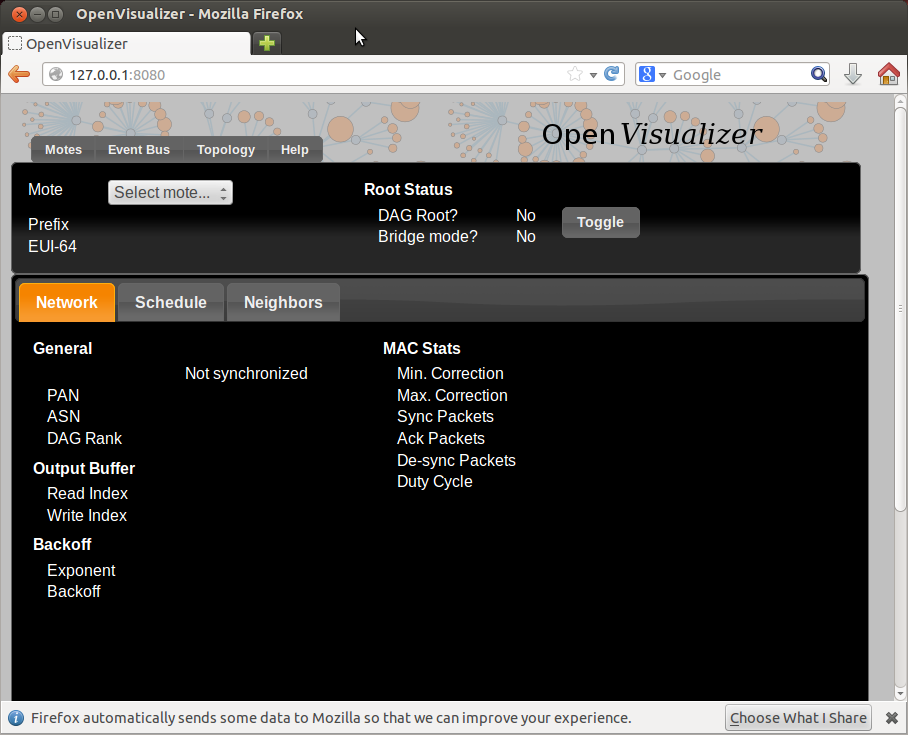 OpenVisualizer - Mozilla Firefox
OpenVisualizer
127.0.0.1:8080
8 Google
Open Visualizer
Motes Event Bus Topology Help
Mote Select mote... Root Status
DAG Root? No Toggle
Prefix
Bridge mode? No
EUI-64
Network Schedule Neighbors
General MAC Stats
Not synchronized Min. Correction
PAN Max. Correction
ASN Sync Packets
DAG Rank Ack Packets
De-sync Packets
Output Buffer
Duty Cycle
Read Index
Write Index
Backoff
Exponent
Backoff
Firefox automatically sends some data to Mozilla so that we can improve your experience. Choose What I Share